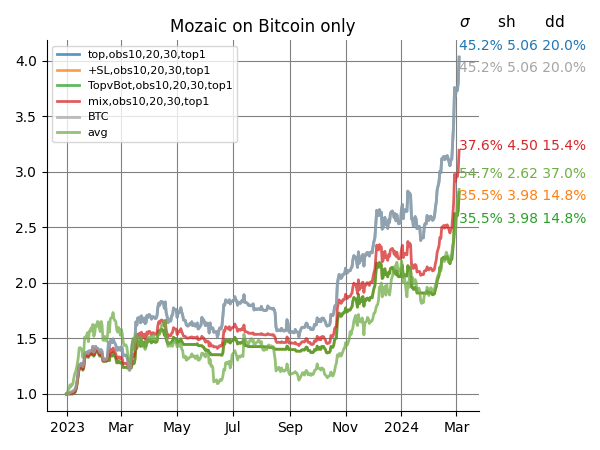 Mozaic on Bitcoin only
σ sh dd
45.2% 5.06 20.0%
45.2% 5.06 20.0%
37.6% 4.50 15.4%
54.7% 2.62 37.0%
35.5% 3.98 14.8%
35.5% 3.98 14.8%
top,obs10,20,30,top1
+SL,obs10,20,30,top1
TopvBot,obs10,20,30,top1
mix,obs10,20,30,top1
BTC
avg
4.0
3.5
3.0
2.5
2.0
1.5
1.0
2023 Mar May Jul Sep Nov 2024 Mar